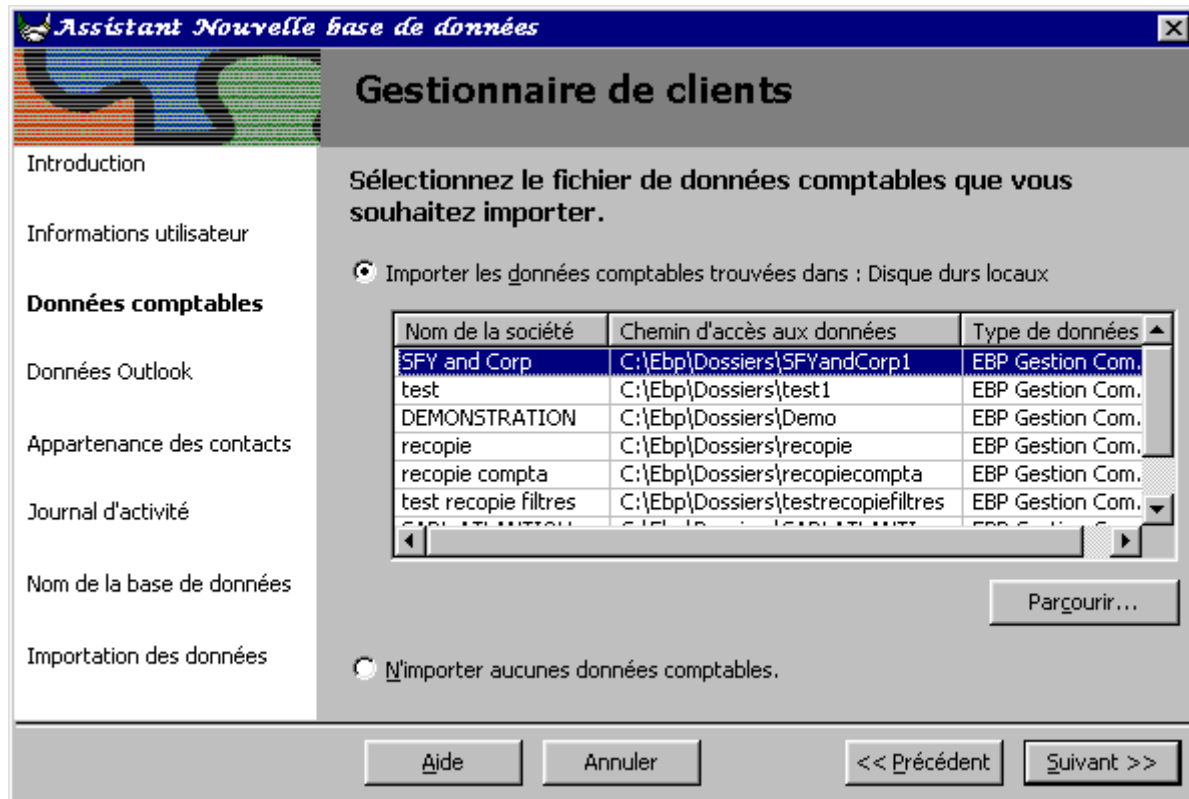 Assistant Nouvelle base de données
Gestionnaire de clients
Introduction
Informations utilisateur
Données comptables
Données Outlook
Appartenance des contacts
Journal d'activité
Nom de la base de données
Importation des données
Sélectionnez le fichier de données comptables que vous
souhaitez importer.
Importer les données comptables trouvées dans : Disque durs locaux
Nom de la société Chemin d'accès aux données Type de données
SFY and Corp C:\Ebp\Dossiers\SFYandCorp1 EBP Gestion Com.
test C:\Ebp\Dossiers\test1 EBP Gestion Com.
DEMONSTRATION C:\Ebp\Dossiers\Demo EBP Gestion Com.
recopie C:\Ebp\Dossiers\recopie EBP Gestion Com.
recopie compta C:\Ebp\Dossiers\recopiecompta EBP Gestion Com.
test recopie filtres C:\Ebp\Dossiers\testrecopiefiltres EBP Gestion Com.
Parcourir...
N'importer aucunes données comptables.
Aide
Annuler
<< Précédent
Suivant >>